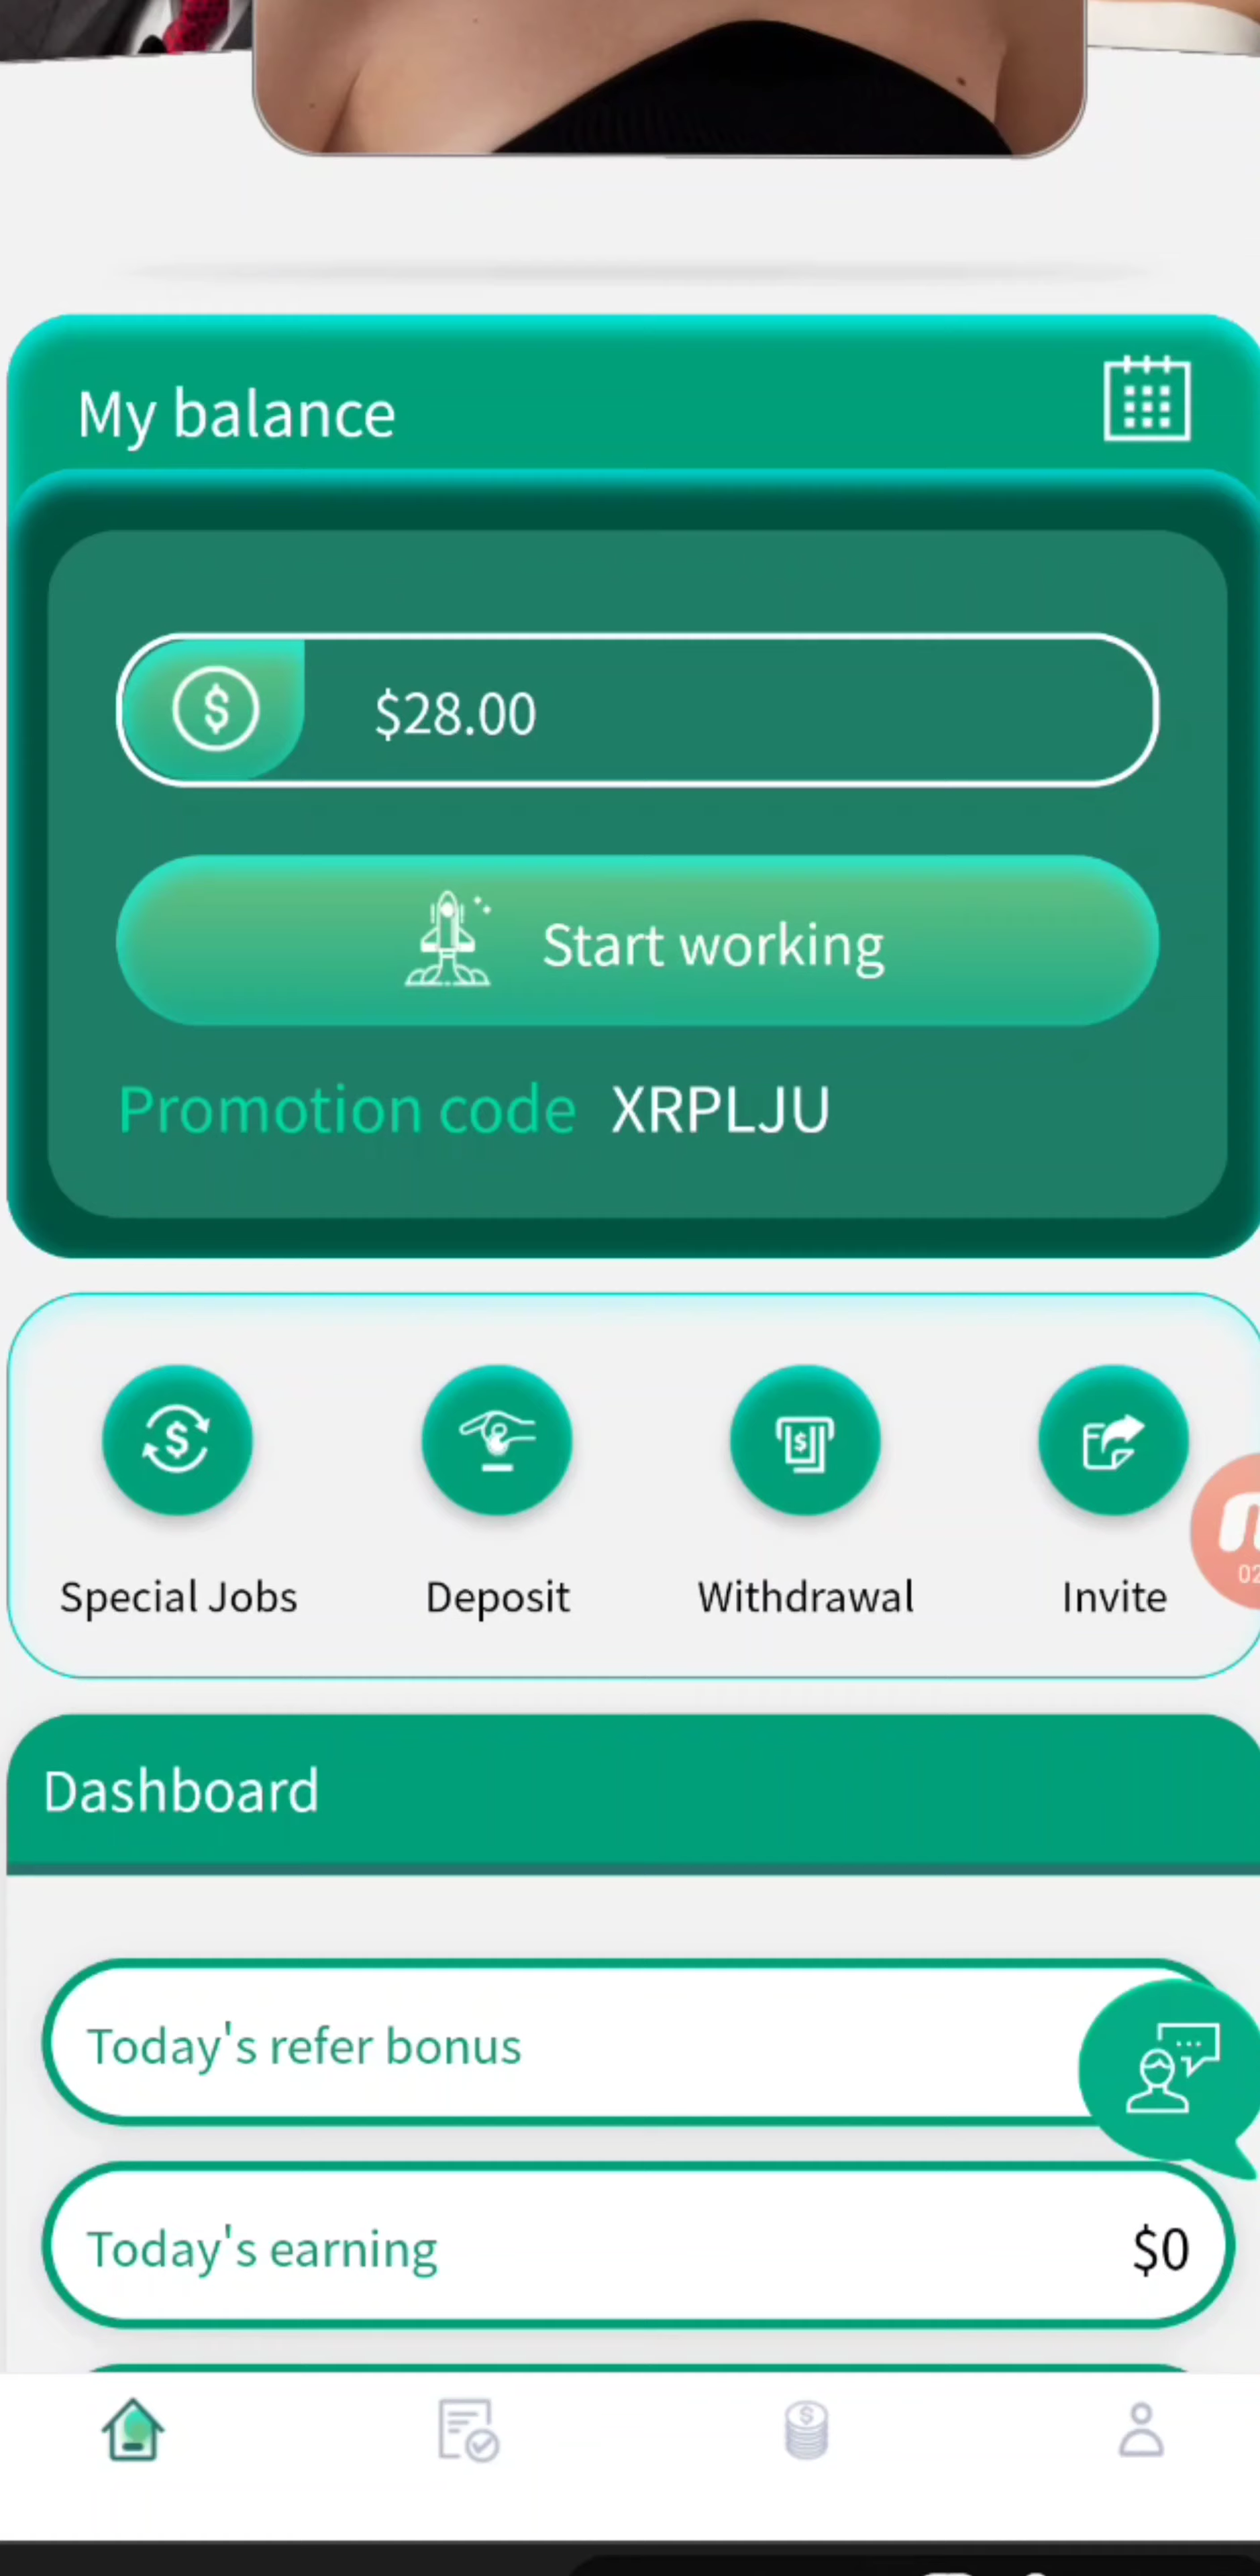 My balance
$28.00
Start working
Promotion code XRPLJU
Special Jobs
Deposit
Withdrawal
Invite
02
Dashboard
Today's refer bonus
Today's earning
$0